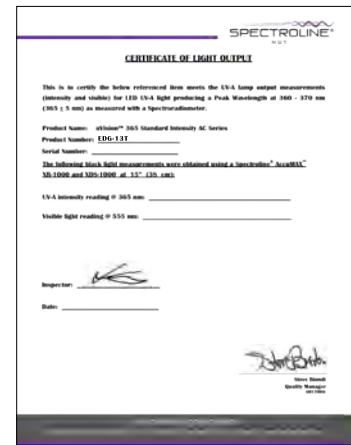 SPECTROLINE®
NDT
CERTIFICATE OF LIGHT OUTPUT
This is to certify the below referenced item meets the UV-A lamp output measurements
(intensity and visible) for LED UV-A light producing a Peak Wavelength at 360 - 370 nm
(365 ± 5 nm) as measured with a Spectroradiometer.
Product Name: uVision™ 365 Standard Intensity AC Series
Product Number: EDG-13T
Serial Number:
The following black light measurements were obtained using a Spectroline® AccuMAX™
XR-1000 and XDS-1000 at 15" (38 cm):
UV-A intensity reading @ 365 nm:
Visible light reading @ 555 nm:
Inspector:
Date:
Steve Biondi
Quality Manager